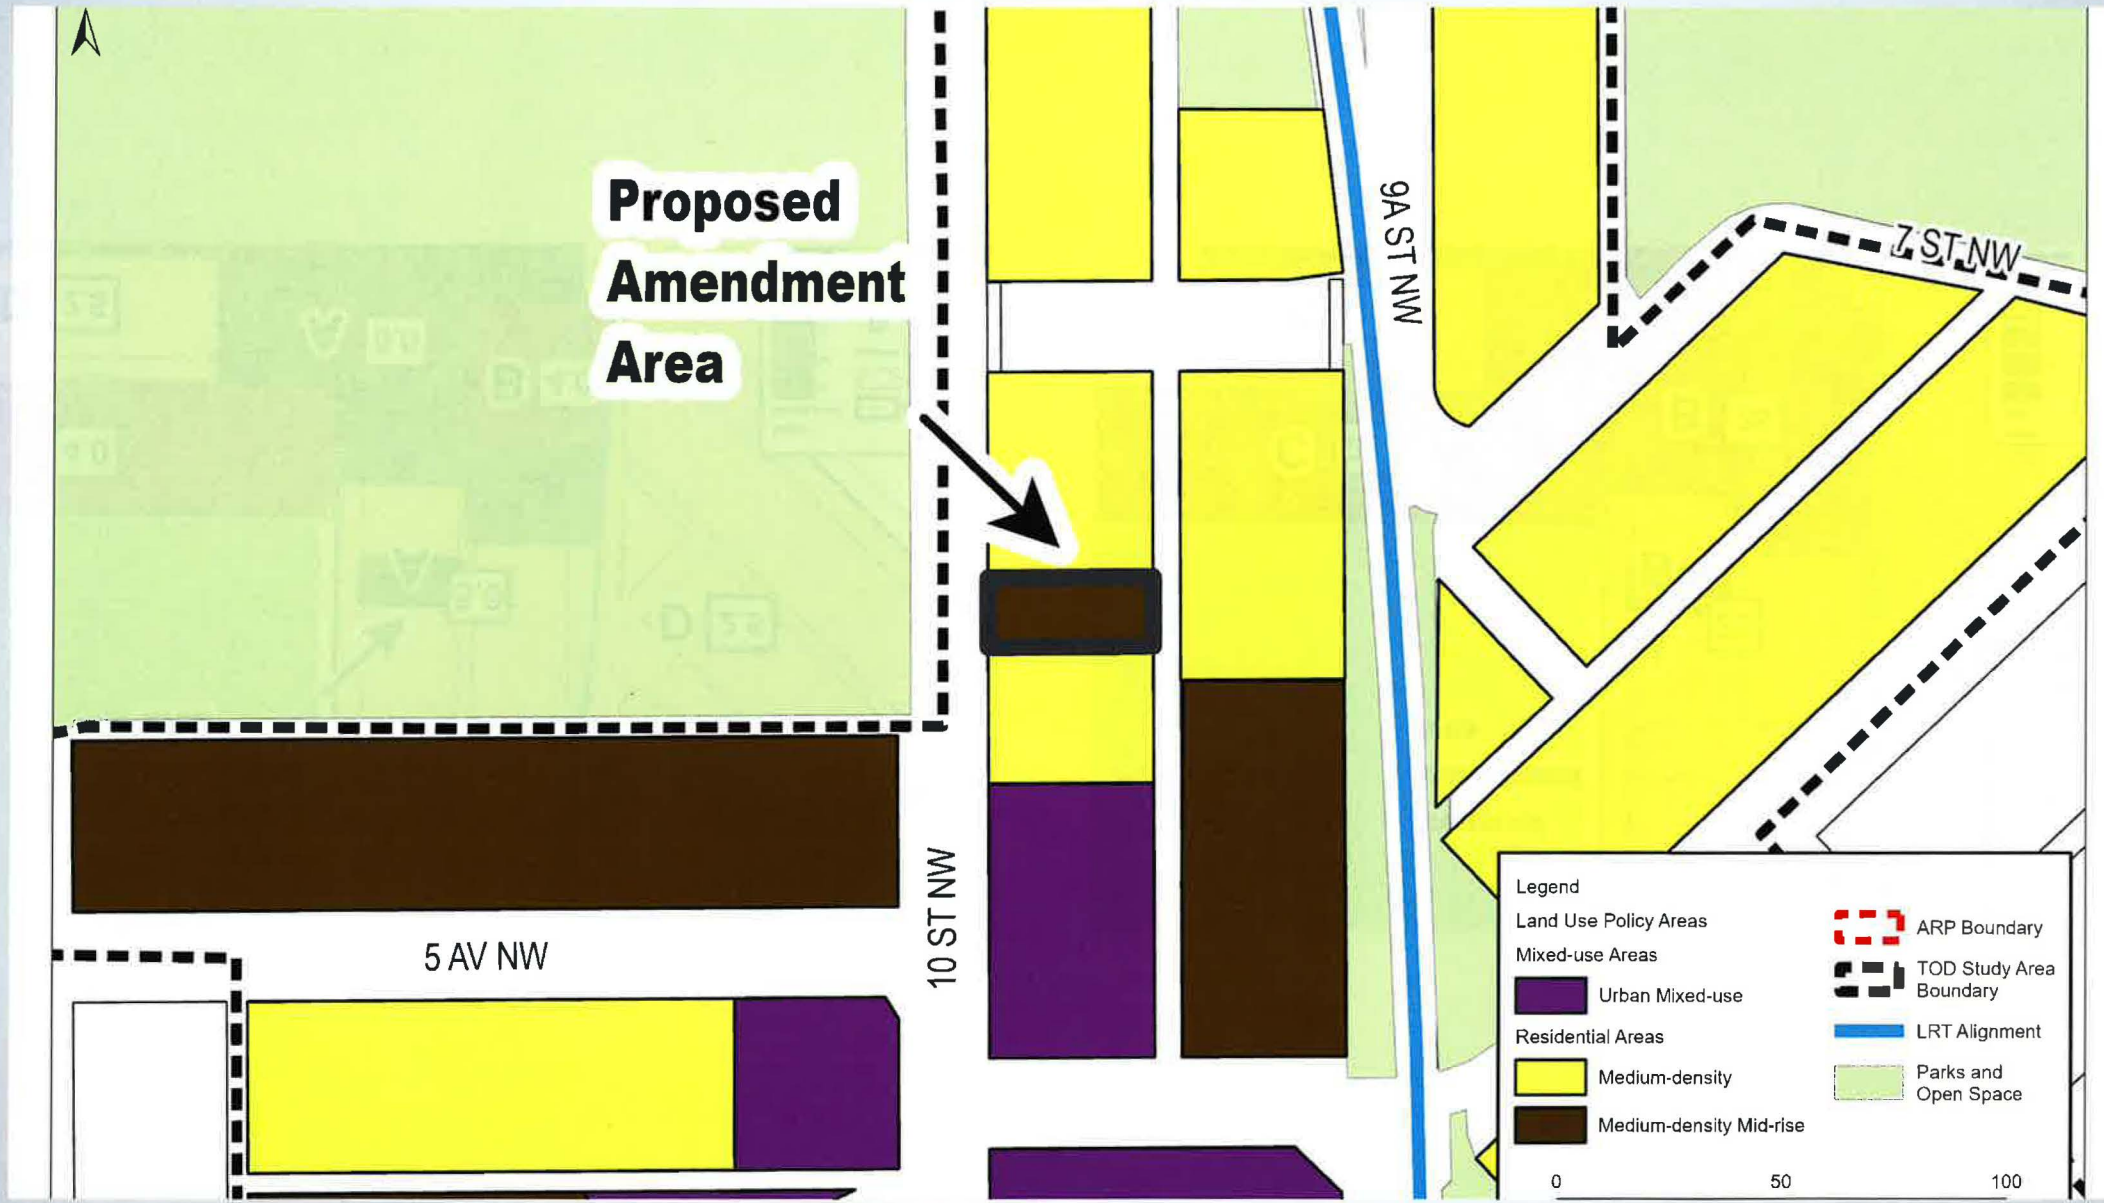 Proposed
Amendment
Area
9A ST NW
7 ST NW
10 ST NW
5 AV NW
Legend
Land Use Policy Areas
Mixed-use Areas
Urban Mixed-use
Residential Areas
Medium-density
Medium-density Mid-rise
ARP Boundary
TOD Study Area
Boundary
LRT Alignment
Parks and
Open Space
0 50 100